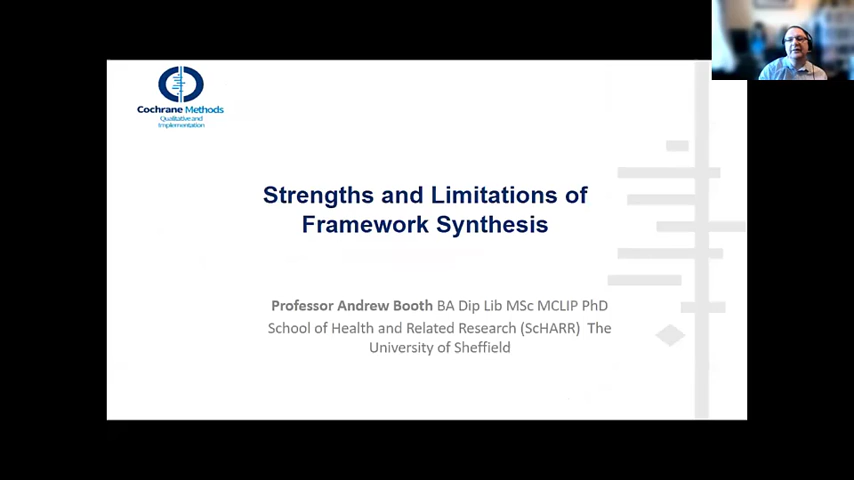 Cochrane Methods
Qualitative and
Implementation
Strengths and Limitations of
Framework Synthesis
Professor Andrew Booth BA Dip Lib MSc MCLIP PhD
School of Health and Related Research (ScHARR) The
University of Sheffield